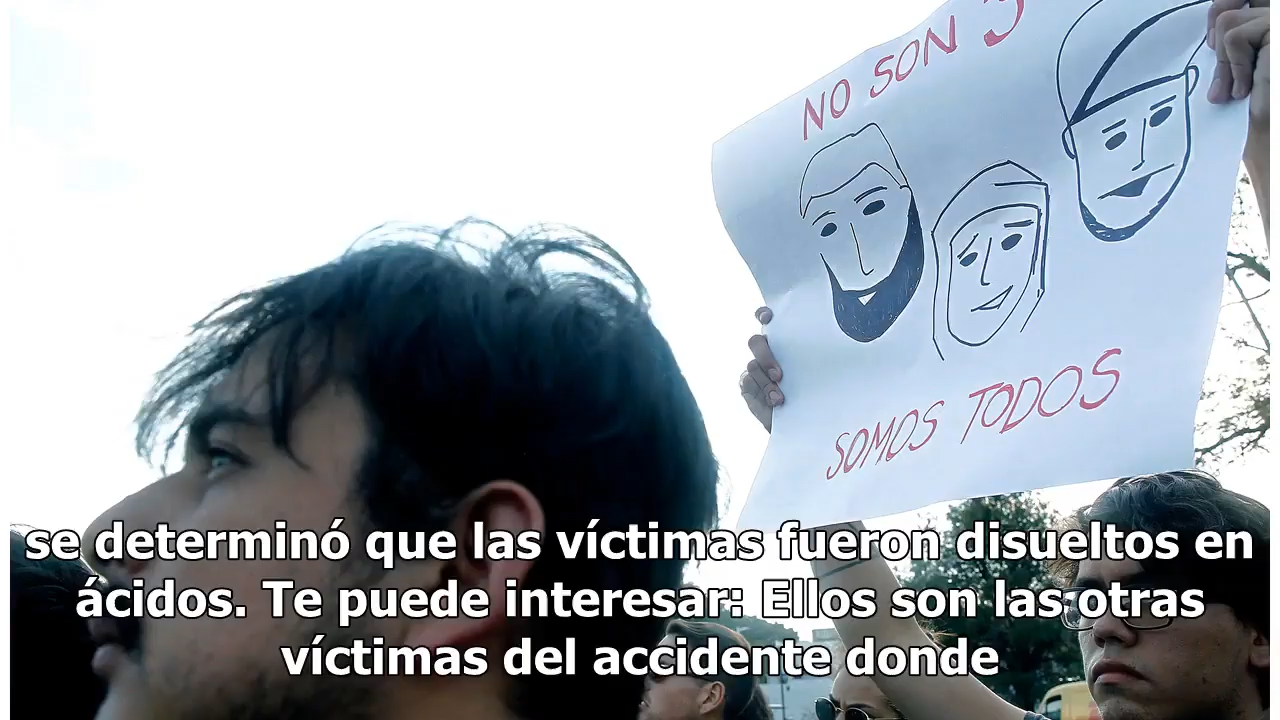 NO SON 3
SOMOS TODOS
se determinó que las víctimas fueron disueltos en
ácidos. Te puede interesar: Ellos son las otras
víctimas del accidente donde